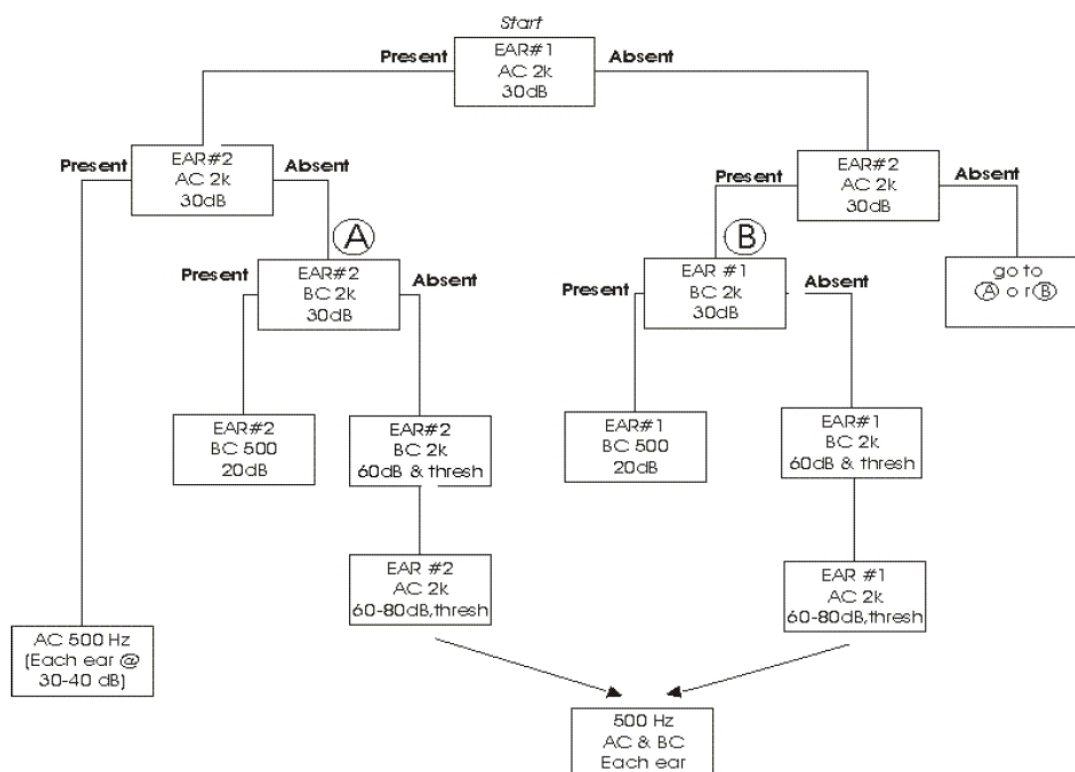 Start
EAR#1
AC 2k
30dB
Present
Absent
EAR#2
AC 2k
30dB
Present
Absent
EAR#2
AC 2k
30dB
Present
Absent
A
EAR#2
BC 2k
30dB
Present
Absent
B
EAR #1
BC 2k
30dB
Present
Absent
go to
A or B
EAR#2
BC 500
20dB
EAR#2
BC 2k
60dB & thresh
EAR#1
BC 500
20dB
EAR#1
BC 2k
60dB & thresh
EAR #2
AC 2k
60-80dB,thresh
EAR #1
AC 2k
60-80dB,thresh
AC 500 Hz
(Each ear @
30-40 dB)
500 Hz
AC & BC
Each ear